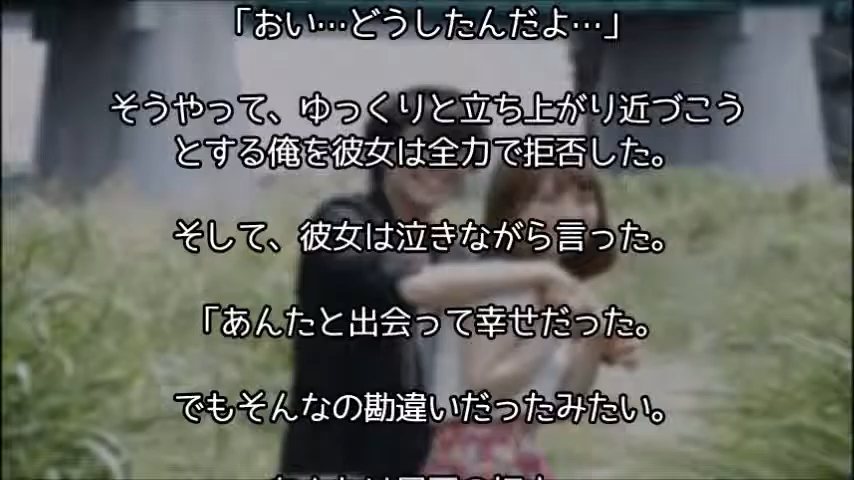 「おい…どうしたんだよ…」
そうやって、ゆっくりと立ち上がり近づこう
とする俺を彼女は全力で拒否した。
そして、彼女は泣きながら言った。
「あんたと出会って幸せだった。
でもそんなの勘違いだったみたい。